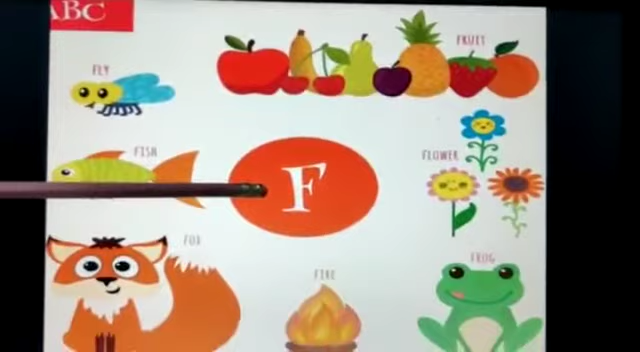 ABC
FRUIT
FLY
FISH
FLOWER
F
FOX
FIRE
FROG